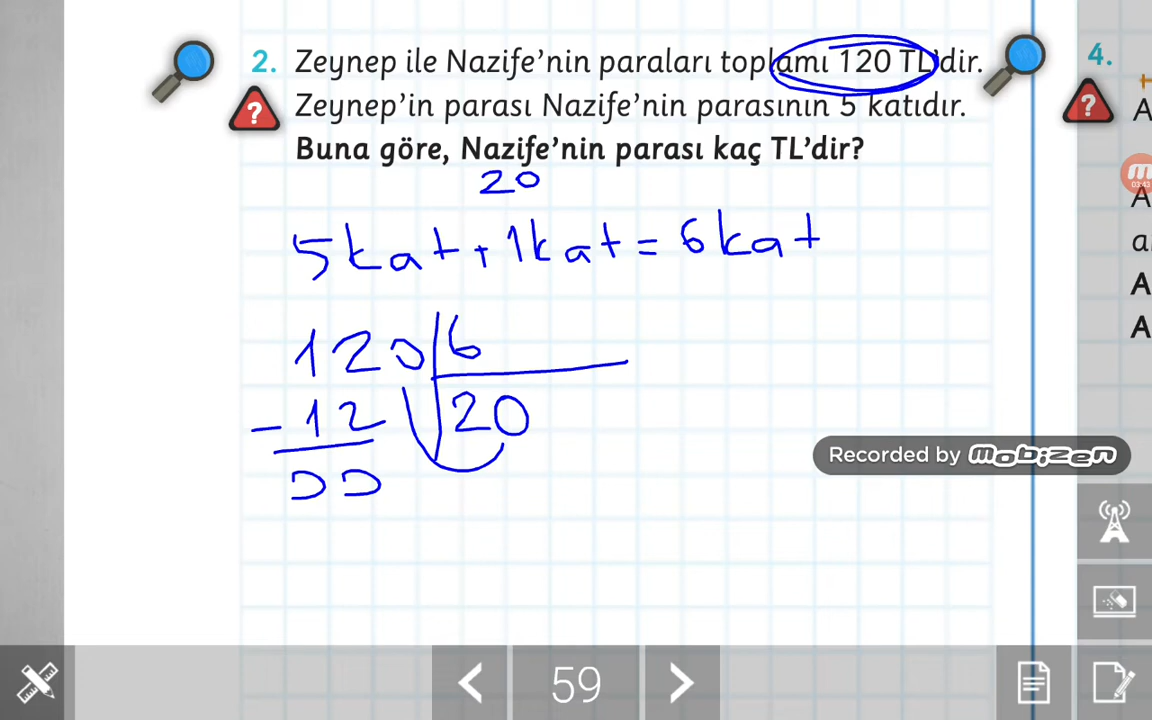 2. Zeynep ile Nazife'nin paraları toplamı 120 TL'dir.
Zeynep'in parası Nazife'nin parasının 5 katıdır.
Buna göre, Nazife'nin parası kaç TL'dir?
20
5kat+1kat=6kat
120 6
-12 20
00
4.
?
?
A
M
03:43
A
a
A
A
Recorded by mobizen
59